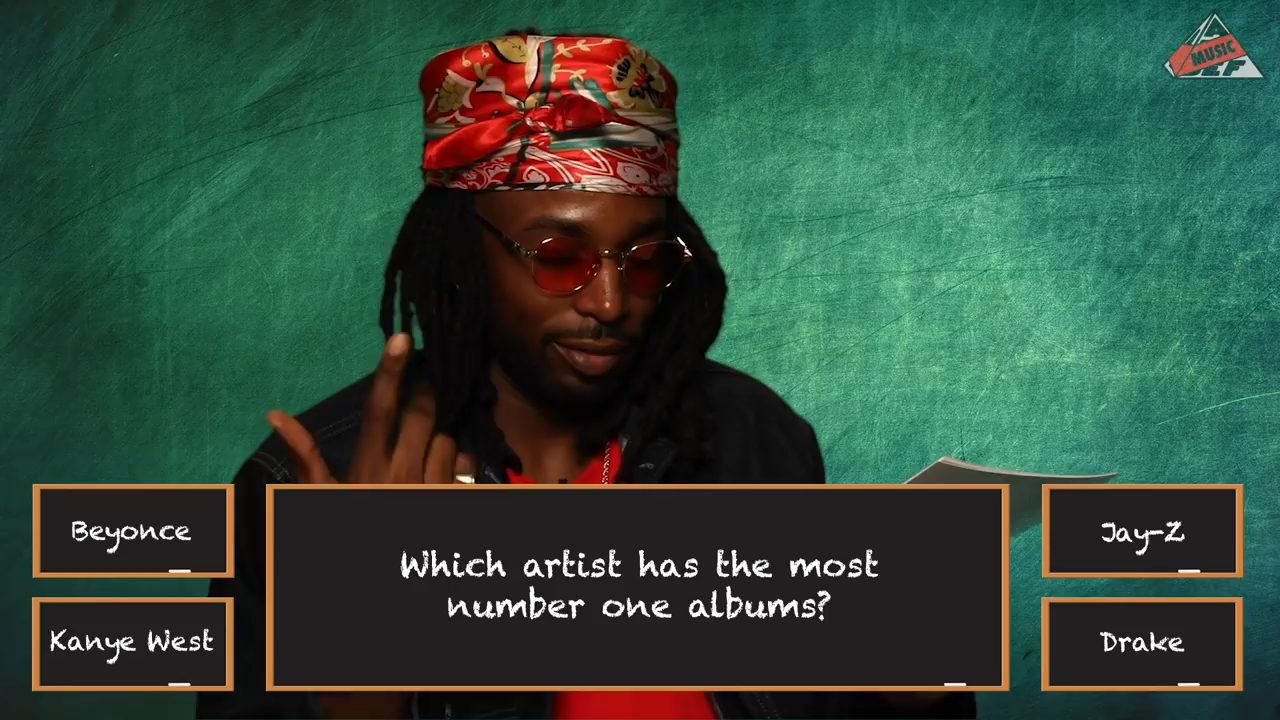 MUSIC
Beyonce
Kanye West
Which artist has the most
number one albums?
Jay-Z
Drake